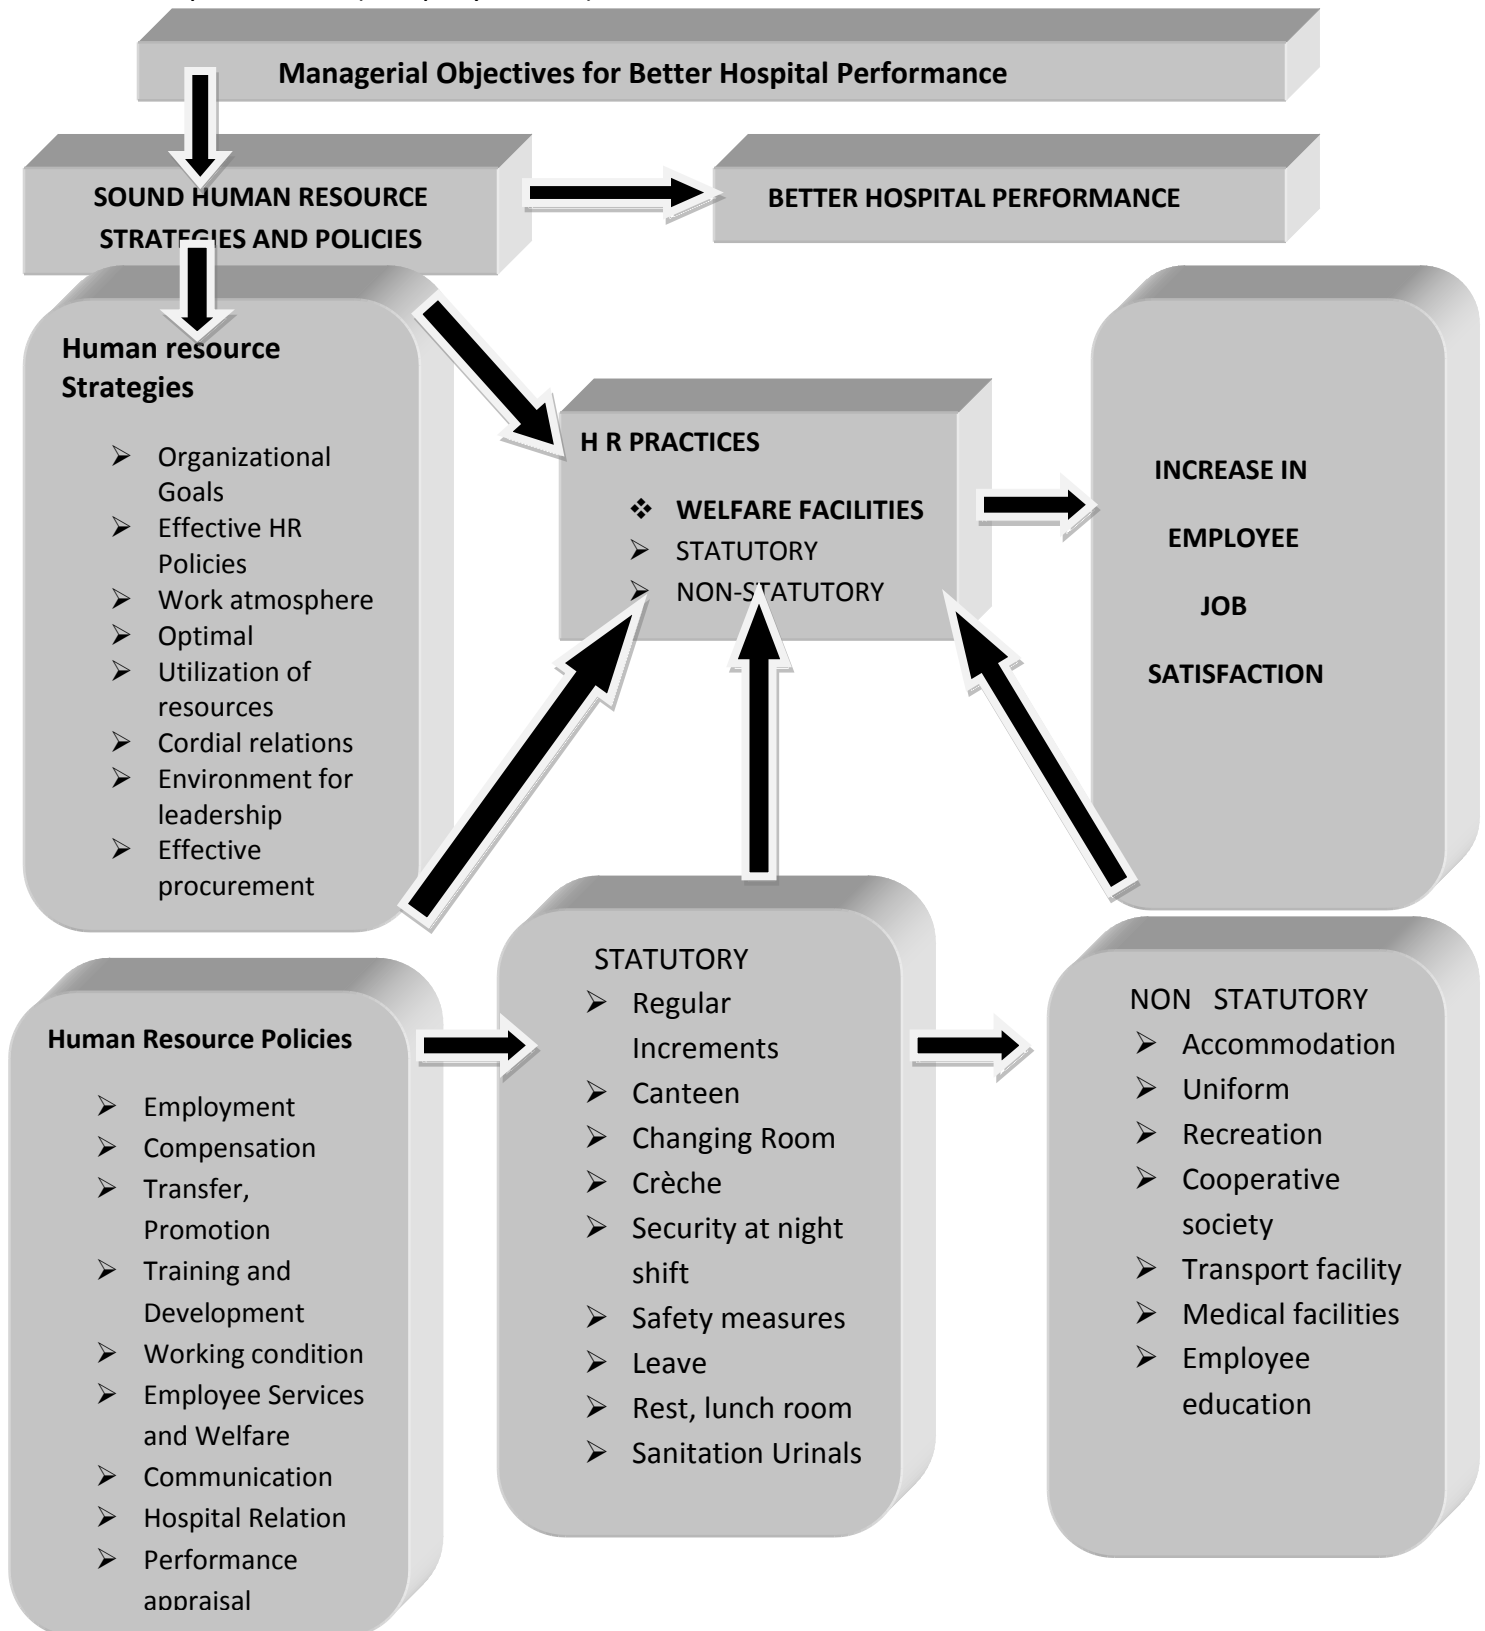 Managerial Objectives for Better Hospital Performance
SOUND HUMAN RESOURCE
STRATEGIES AND POLICIES
BETTER HOSPITAL PERFORMANCE
Human resource
Strategies
Organizational
Goals
Effective HR
Policies
Work atmosphere
Optimal
Utilization of
resources
Cordial relations
Environment for
leadership
Effective
procurement
H R PRACTICES
WELFARE FACILITIES
STATUTORY
NON-STATUTORY
INCREASE IN
EMPLOYEE
JOB
SATISFACTION
Human Resource Policies
Employment
Compensation
Transfer,
Promotion
Training and
Development
Working condition
Employee Services
and Welfare
Communication
Hospital Relation
Performance
appraisal
STATUTORY
Regular
Increments
Canteen
Changing Room
Crèche
Security at night
shift
Safety measures
Leave
Rest, lunch room
Sanitation Urinals
NON STATUTORY
Accommodation
Uniform
Recreation
Cooperative
society
Transport facility
Medical facilities
Employee
education